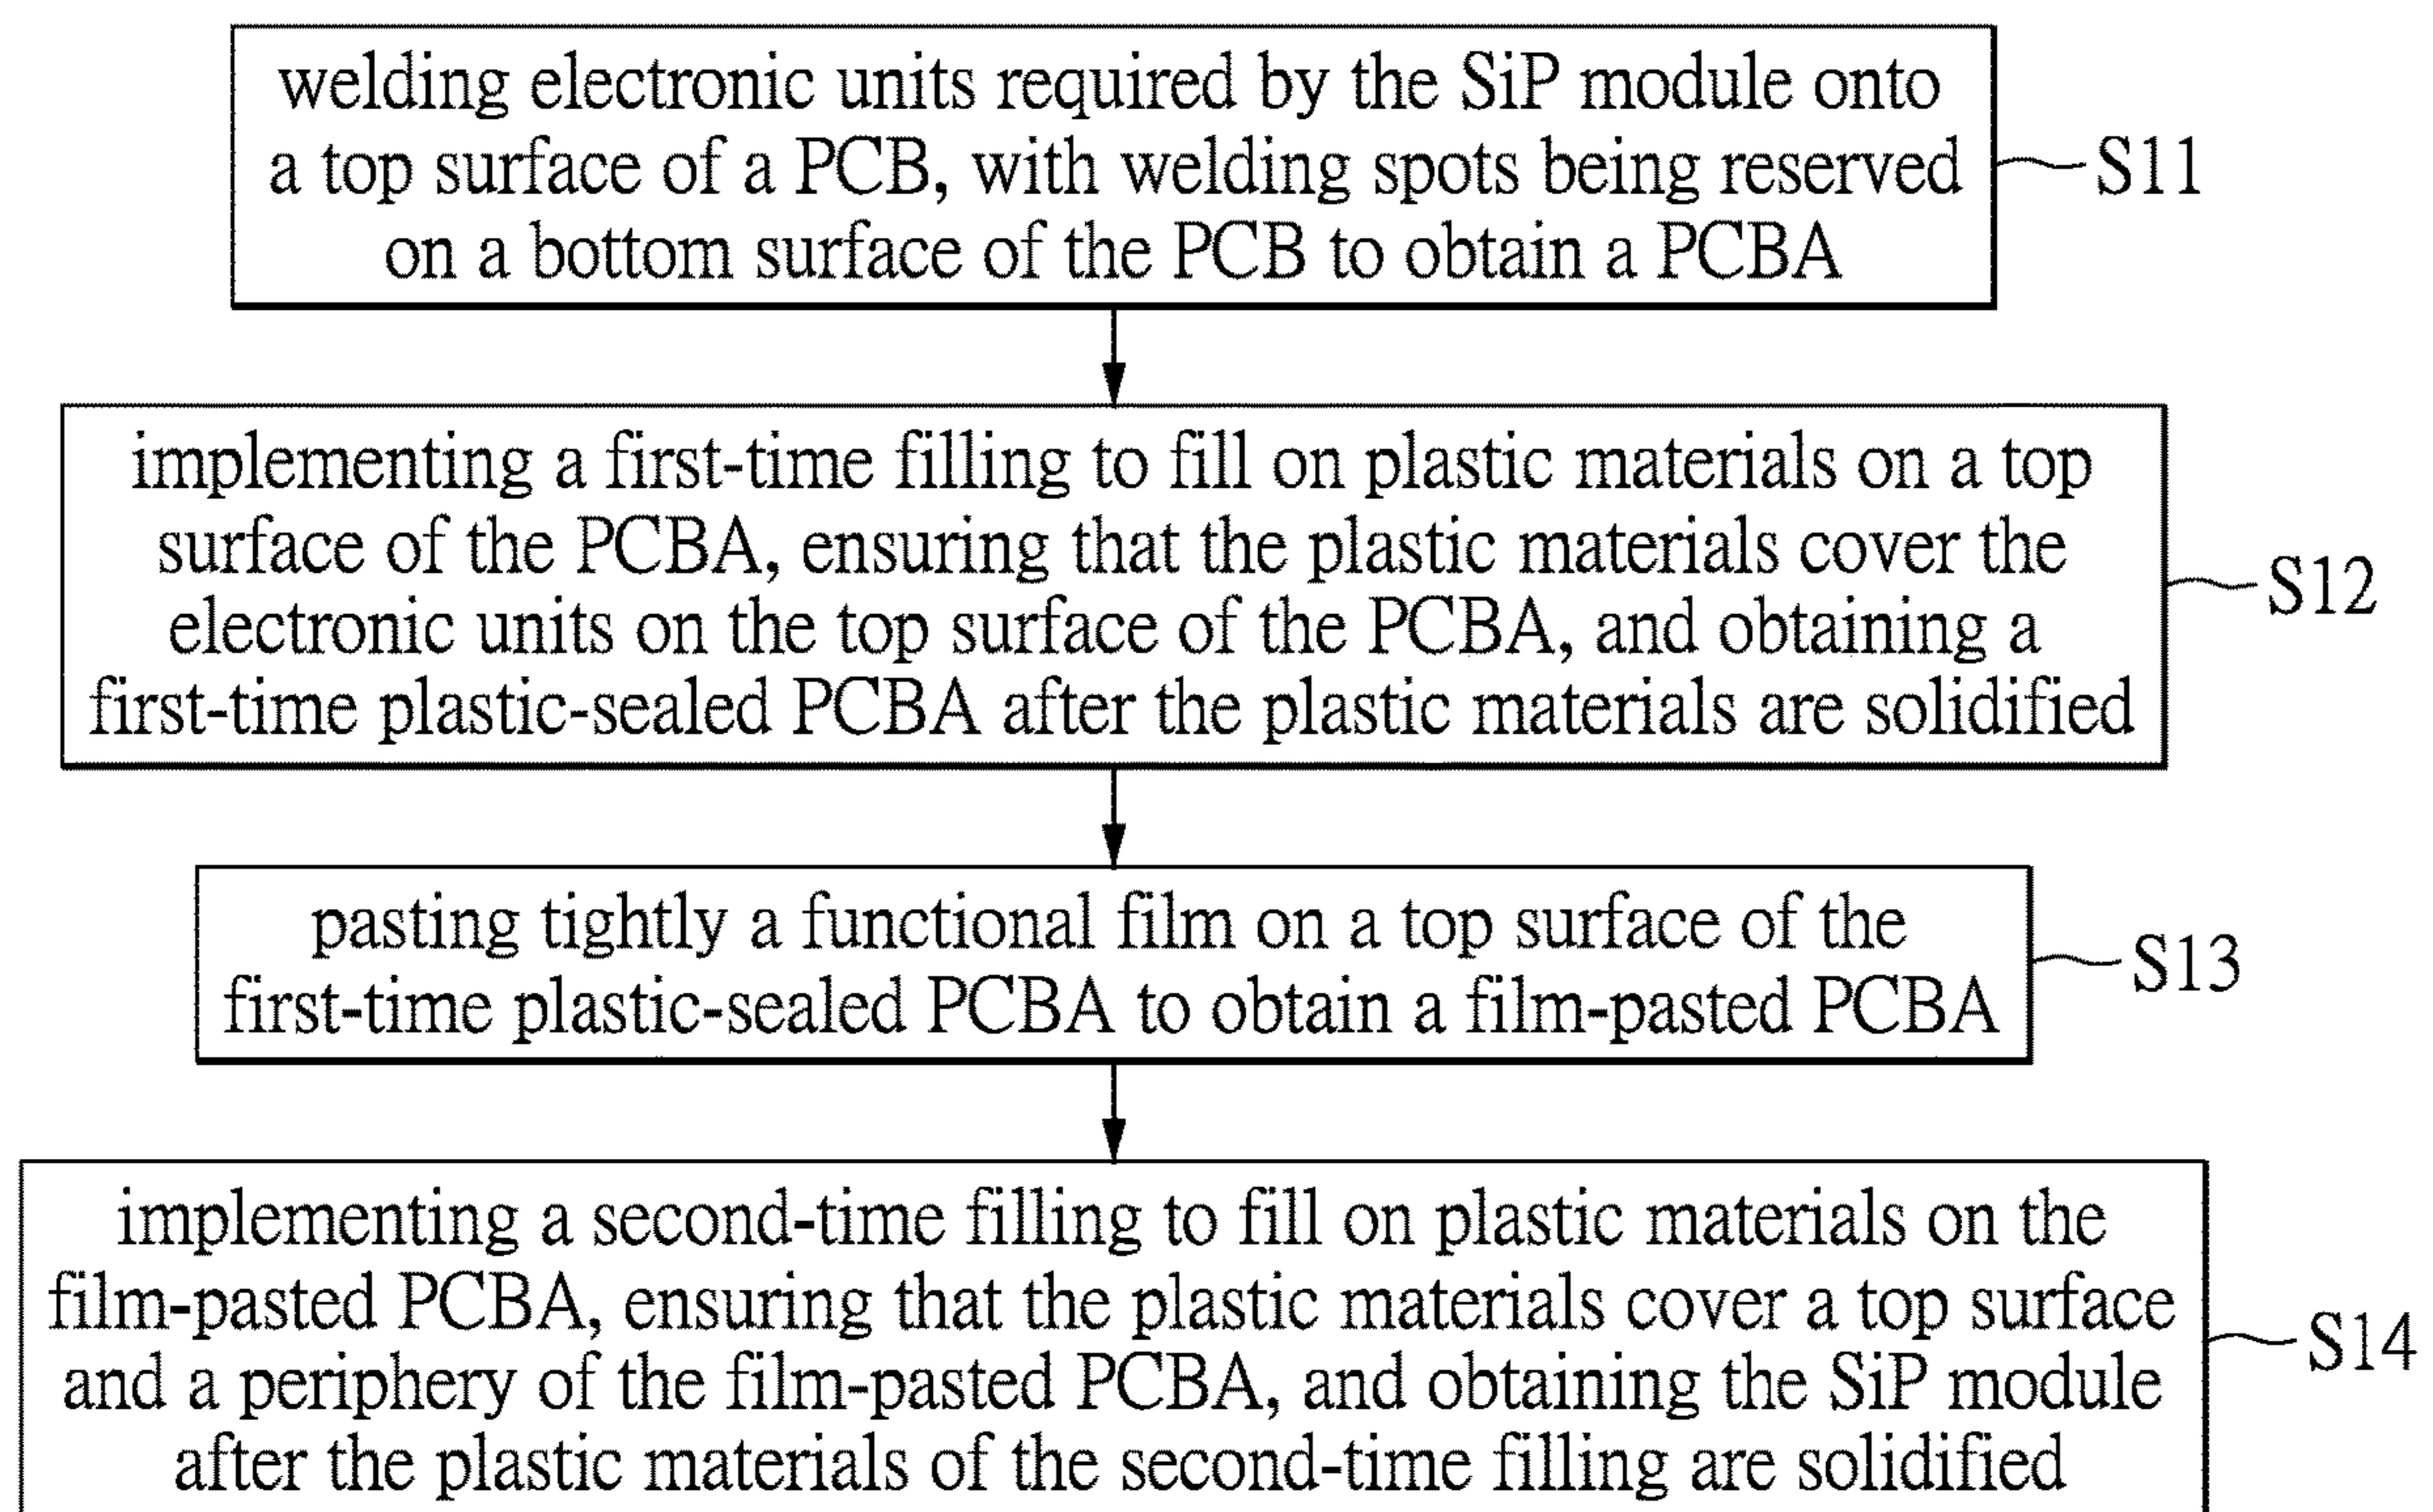 welding electronic units required by the SiP module onto
a top surface of a PCB, with welding spots being reserved
on a bottom surface of the PCB to obtain a PCBA
S11
implementing a first-time filling to fill on plastic materials on a top
surface of the PCBA, ensuring that the plastic materials cover the
electronic units on the top surface of the PCBA, and obtaining a
first-time plastic-sealed PCBA after the plastic materials are solidified
S12
pasting tightly a functional film on a top surface of the
first-time plastic-sealed PCBA to obtain a film-pasted PCBA
S13
implementing a second-time filling to fill on plastic materials on the
film-pasted PCBA, ensuring that the plastic materials cover a top surface
and a periphery of the film-pasted PCBA, and obtaining the SiP module
after the plastic materials of the second-time filling are solidified
S14